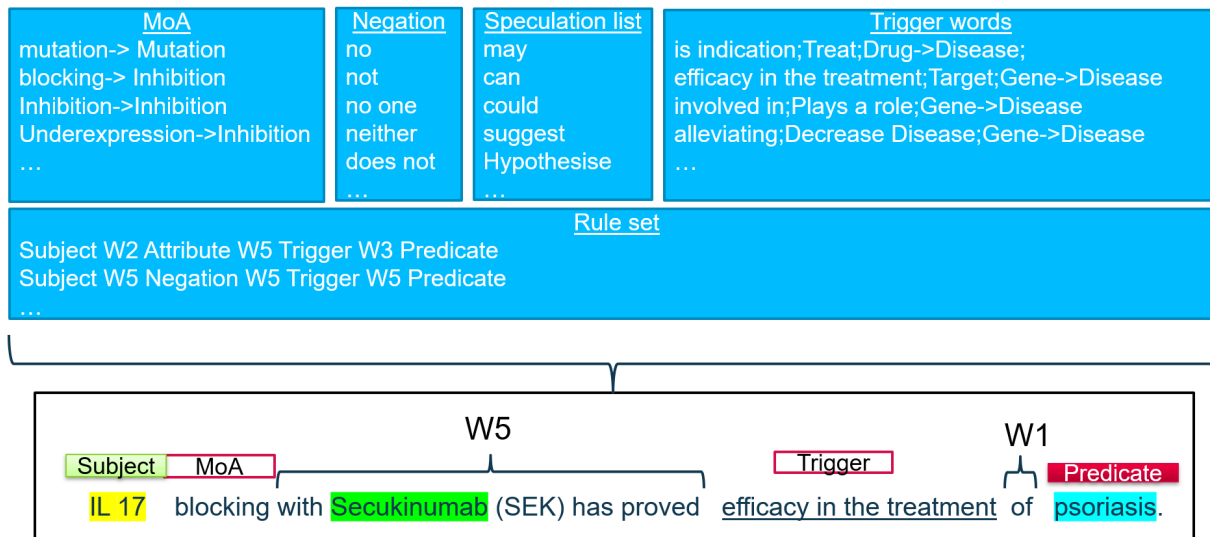 MoA
mutation-> Mutation
blocking-> Inhibition
Inhibition->Inhibition
Underexpression->Inhibition
…
Negation
no
not
no one
neither
does not
…
Speculation list
may
can
could
suggest
Hypothesise
…
Trigger words
is indication;Treat;Drug->Disease;
efficacy in the treatment;Target;Gene->Disease
involved in;Plays a role;Gene->Disease
alleviating;Decrease Disease;Gene->Disease
…
Rule set
Subject W2 Attribute W5 Trigger W3 Predicate
Subject W5 Negation W5 Trigger W5 Predicate
…
W5 W1
Subject MoA Trigger Predicate
IL 17 blocking with Secukinumab (SEK) has proved efficacy in the treatment of psoriasis.